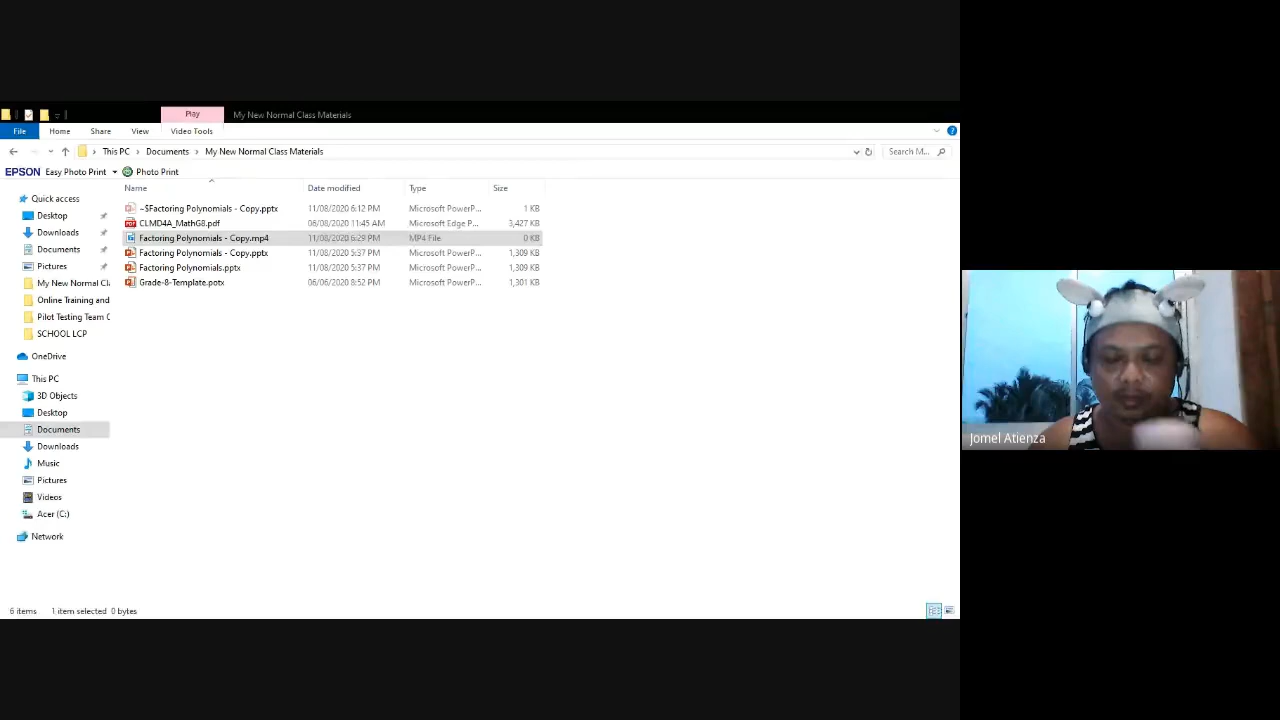 Play
My New Normal Class Materials
File
Home
Share
View
Video Tools
This PC
Documents
My New Normal Class Materials
Search M...
EPSON
Easy Photo Print
Photo Print
Name
Date modified
Type
Size
~$Factoring Polynomials - Copy.pptx 11/08/2020 6:12 PM Microsoft PowerP... 1 KB
CLMD4A_MathG8.pdf 06/08/2020 11:45 AM Microsoft Edge P... 3,427 KB
Factoring Polynomials - Copy.mp4 11/08/2020 6:29 PM MP4 File 0 KB
Factoring Polynomials - Copy.pptx 11/08/2020 5:37 PM Microsoft PowerP... 1,309 KB
Factoring Polynomials.pptx 11/08/2020 5:37 PM Microsoft PowerP... 1,309 KB
Grade-8-Template.potx 06/06/2020 8:52 PM Microsoft PowerP... 1,301 KB
Quick access
Desktop
Downloads
Documents
Pictures
My New Normal Cl
Online Training and
Pilot Testing Team C
SCHOOL LCP
OneDrive
This PC
3D Objects
Desktop
Documents
Downloads
Music
Pictures
Videos
Acer (C:)
Network
6 items 1 item selected 0 bytes
Jomel Atienza